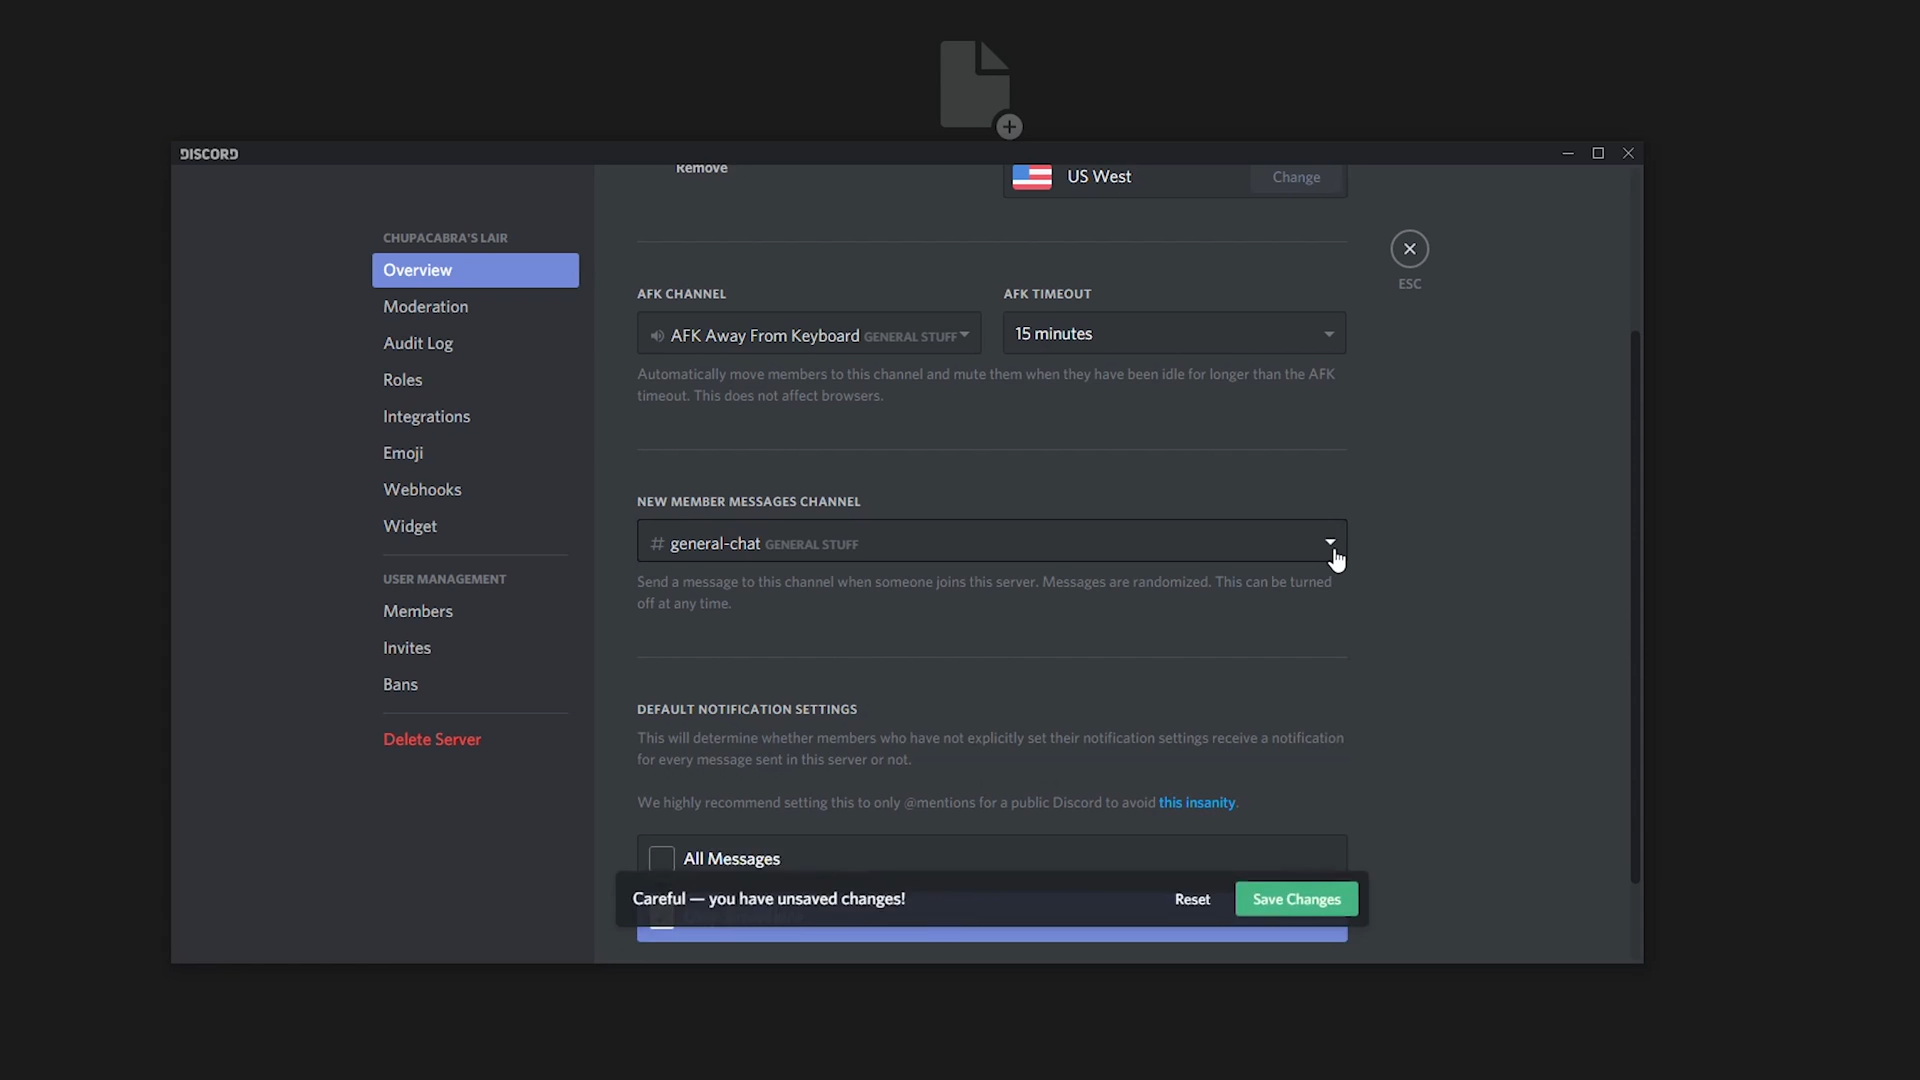 DISCORD
Remove
US West
Change
CHUPACABRA'S LAIR
Overview
Moderation
Audit Log
Roles
Integrations
Emoji
Webhooks
Widget
USER MANAGEMENT
Members
Invites
Bans
Delete Server
AFK CHANNEL
AFK Away From Keyboard GENERAL STUFF
AFK TIMEOUT
15 minutes
Automatically move members to this channel and mute them when they have been idle for longer than the AFK
timeout. This does not affect browsers.
NEW MEMBER MESSAGES CHANNEL
# general-chat GENERAL STUFF
Send a message to this channel when someone joins this server. Messages are randomized. This can be turned
off at any time.
DEFAULT NOTIFICATION SETTINGS
This will determine whether members who have not explicitly set their notification settings receive a notification
for every message sent in this server or not.
We highly recommend setting this to only @mentions for a public Discord to avoid this insanity.
All Messages
Careful — you have unsaved changes!
Reset
Save Changes
ESC